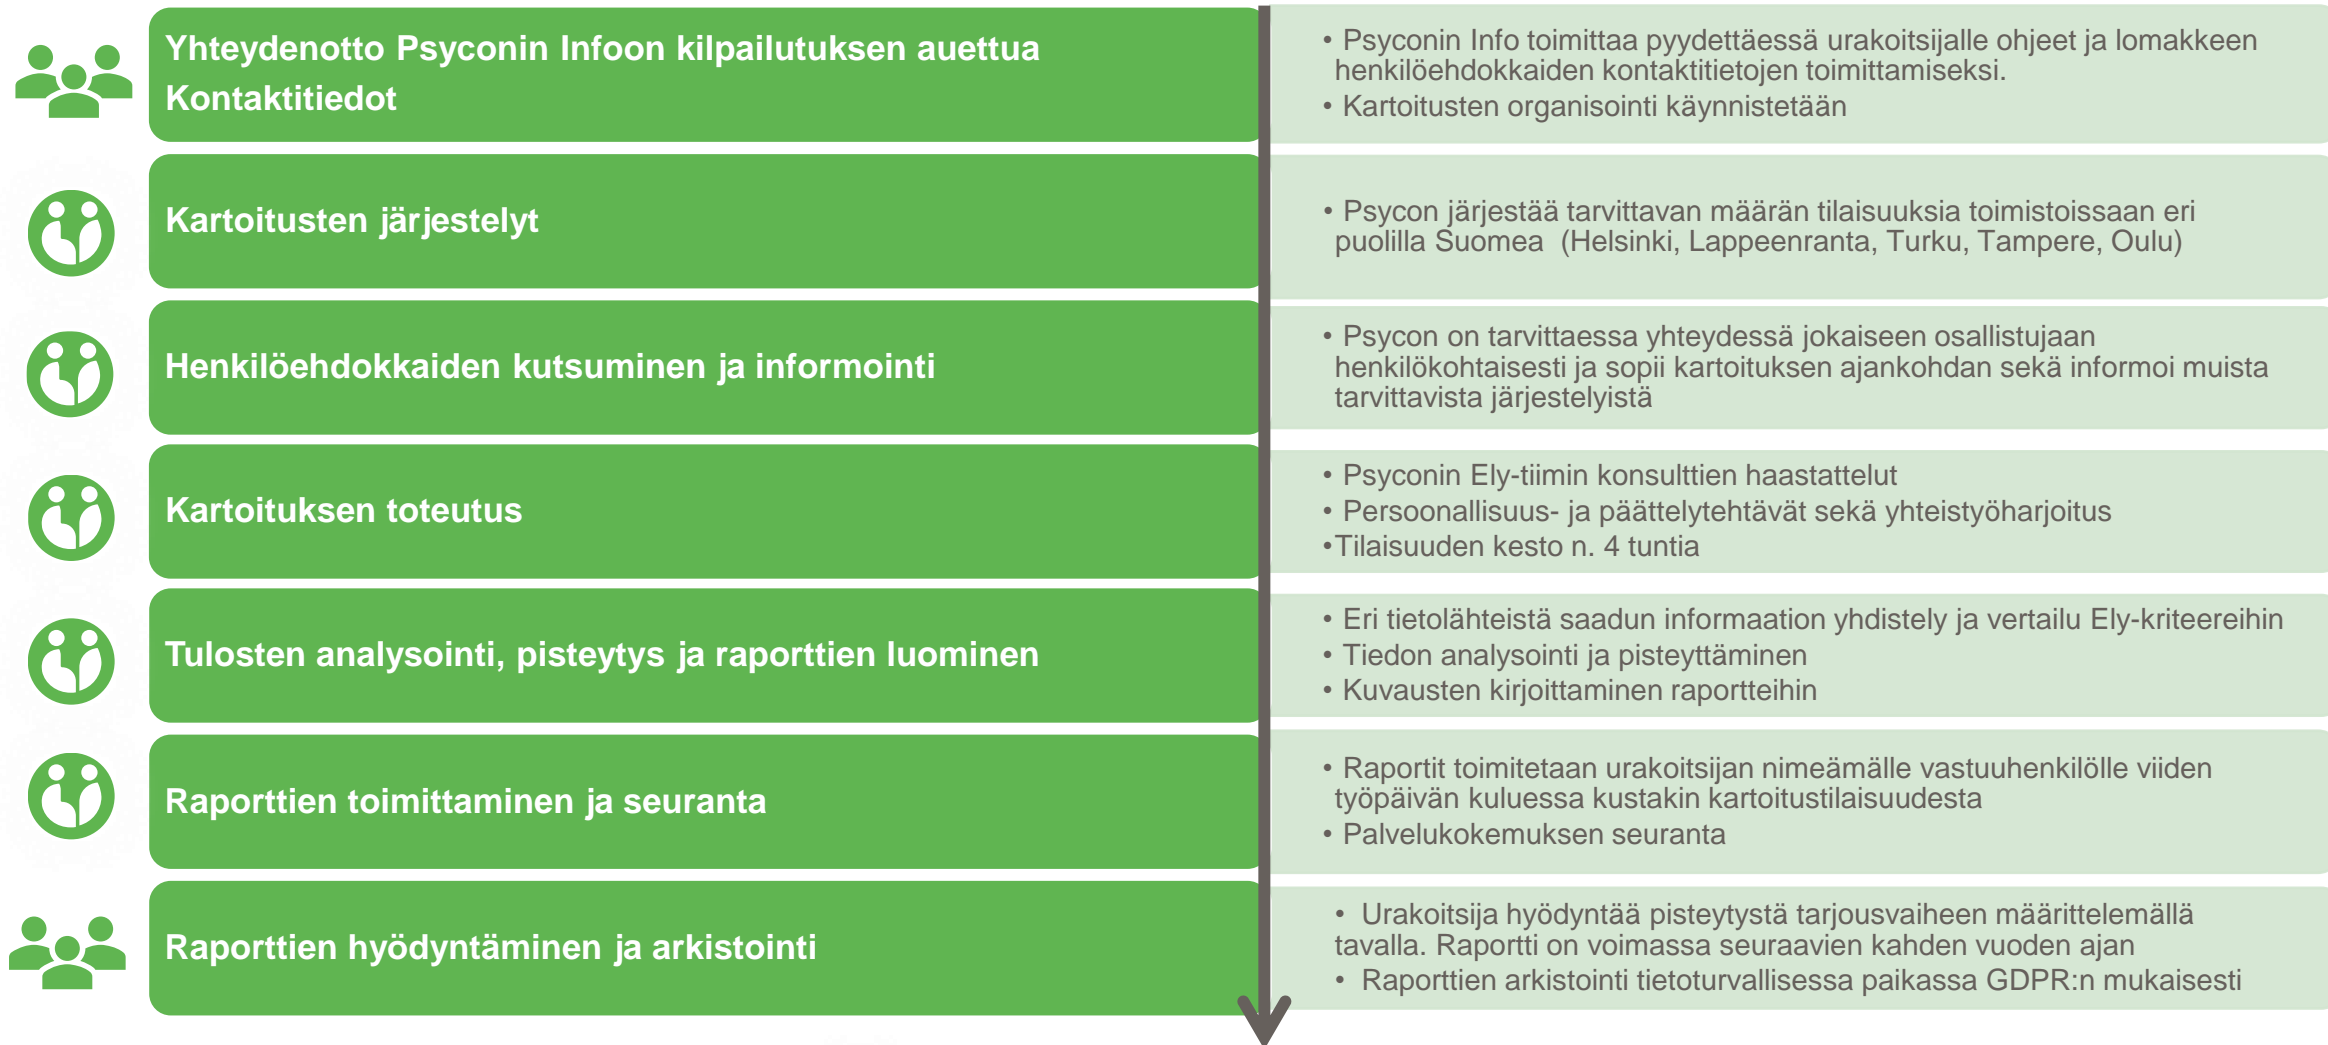 Yhteydenotto Psyconin Infoon kilpailutuksen auettua
Kontaktitiedot
• Psyconin Info toimittaa pyydettäessä urakoitsijalle ohjeet ja lomakkeen
henkilöehdokkaiden kontaktitietojen toimittamiseksi.
• Kartoitusten organisointi käynnistetään
Kartoitusten järjestelyt
• Psycon järjestää tarvittavan määrän tilaisuuksia toimistoissaan eri
puolilla Suomea (Helsinki, Lappeenranta, Turku, Tampere, Oulu)
Henkilöehdokkaiden kutsuminen ja informointi
• Psycon on tarvittaessa yhteydessä jokaiseen osallistujaan
henkilökohtaisesti ja sopii kartoituksen ajankohdan sekä informoi muista
tarvittavista järjestelyistä
Kartoituksen toteutus
• Psyconin Ely-tiimin konsulttien haastattelut
• Persoonallisuus- ja päättelytehtävät sekä yhteistyöharjoitus
•Tilaisuuden kesto n. 4 tuntia
Tulosten analysointi, pisteytys ja raporttien luominen
• Eri tietolähteistä saadun informaation yhdistely ja vertailu Ely-kriteereihin
• Tiedon analysointi ja pisteyttäminen
• Kuvausten kirjoittaminen raportteihin
Raporttien toimittaminen ja seuranta
• Raportit toimitetaan urakoitsijan nimeämälle vastuuhenkilölle viiden
työpäivän kuluessa kustakin kartoitustilaisuudesta
• Palvelukokemuksen seuranta
Raporttien hyödyntäminen ja arkistointi
• Urakoitsija hyödyntää pisteytystä tarjousvaiheen määrittelemällä
tavalla. Raportti on voimassa seuraavien kahden vuoden ajan
• Raporttien arkistointi tietoturvallisessa paikassa GDPR:n mukaisesti